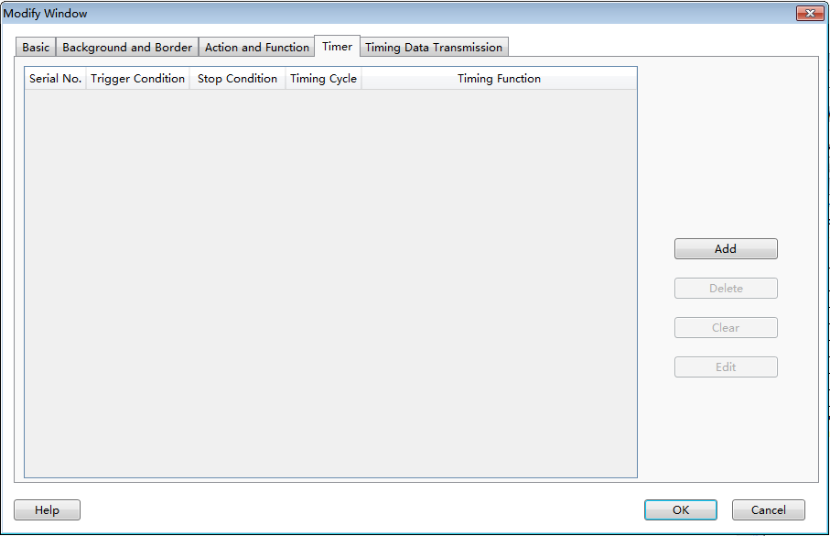 Modify Window
Basic Background and Border Action and Function Timer Timing Data Transmission
Serial No. Trigger Condition Stop Condition Timing Cycle Timing Function
Add
Delete
Clear
Edit
Help OK Cancel